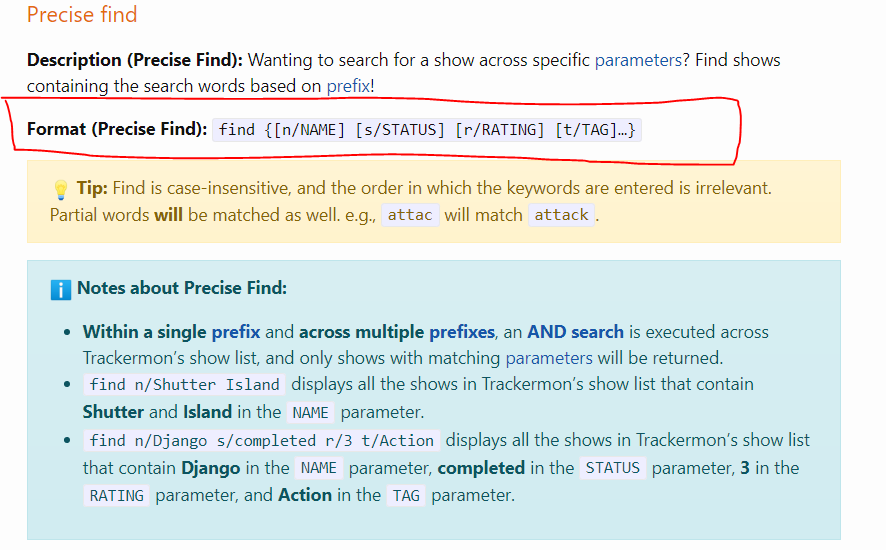 Precise find
Description (Precise Find): Wanting to search for a show across specific parameters? Find shows
containing the search words based on prefix!
Format (Precise Find): find {[n/NAME] [s/STATUS] [r/RATING] [t/TAG]…}
Tip: Find is case-insensitive, and the order in which the keywords are entered is irrelevant.
Partial words will be matched as well. e.g., attac will match attack.
Notes about Precise Find:
• Within a single prefix and across multiple prefixes, an AND search is executed across
Trackermon’s show list, and only shows with matching parameters will be returned.
• find n/Shutter Island displays all the shows in Trackermon’s show list that contain
Shutter and Island in the NAME parameter.
• find n/Django s/completed r/3 t/Action displays all the shows in Trackermon’s show list
that contain Django in the NAME parameter, completed in the STATUS parameter, 3 in the
RATING parameter, and Action in the TAG parameter.